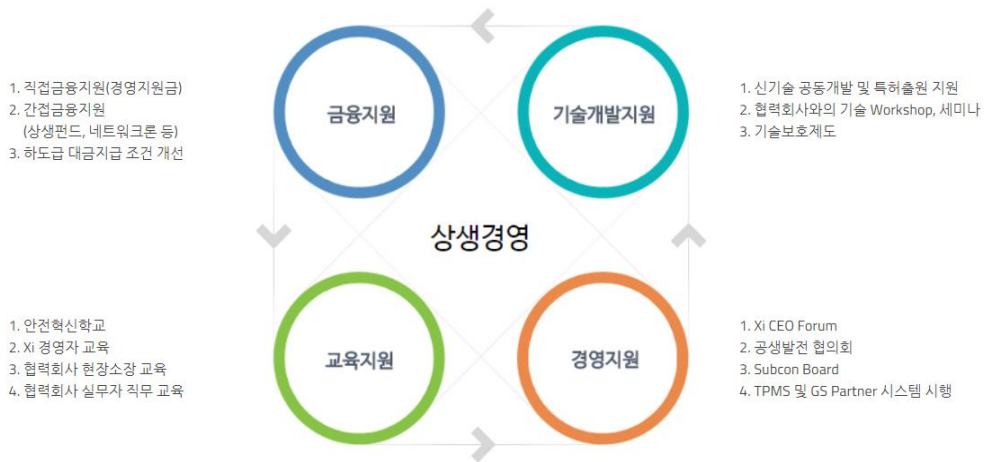 금융지원
1. 직접금융지원(경영지원금)
2. 간접금융지원
(상생펀드, 네트워크론 등)
3. 하도급 대금지급 조건 개선
기술개발지원
1. 신기술 공동개발 및 특허출원 지원
2. 협력회사와의 기술 Workshop, 세미나
3. 기술보호제도
상생경영
교육지원
1. 안전혁신학교
2. Xi 경영자 교육
3. 협력회사 현장소장 교육
4. 협력회사 실무자 직무 교육
경영지원
1. Xi CEO Forum
2. 공생발전 협의회
3. Subcon Board
4. TPMS 및 GS Partner 시스템 시행